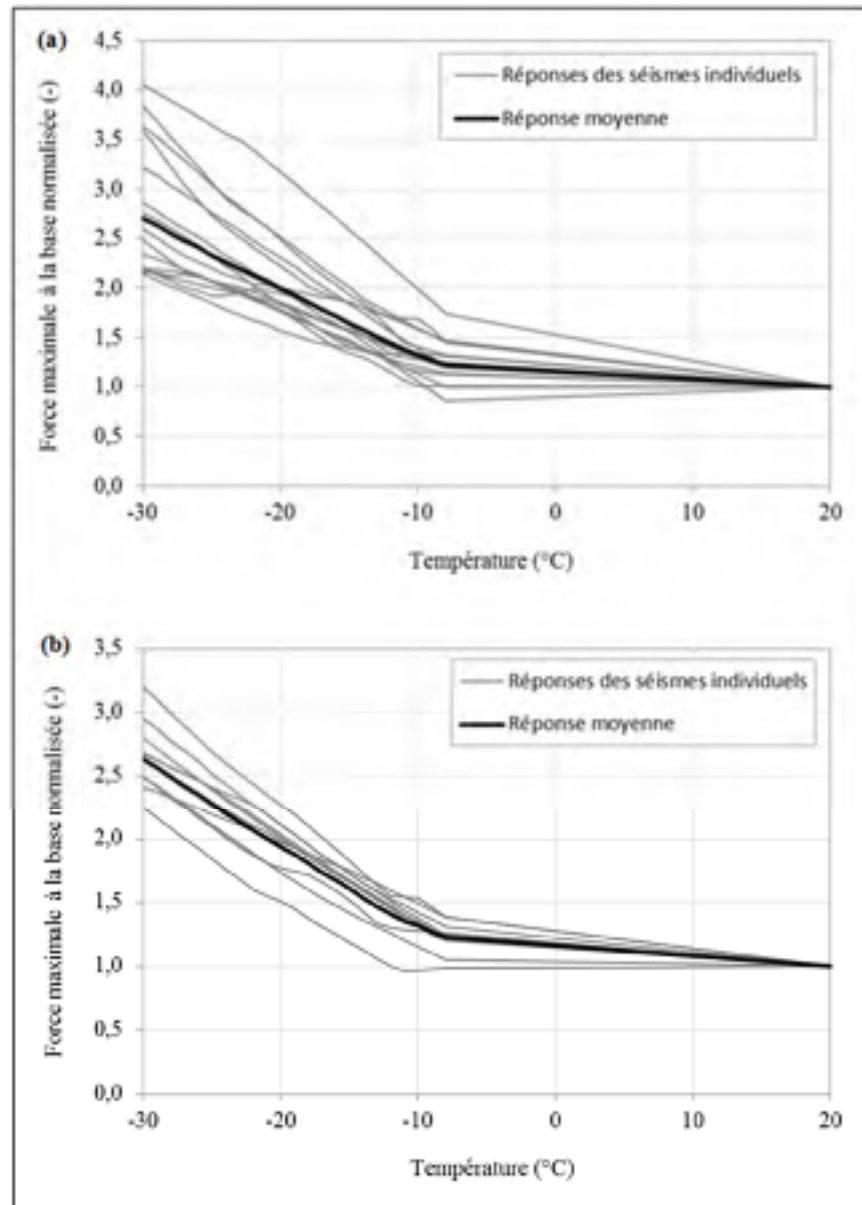 (a)
4,5
4,0
3,5
3,0
2,5
2,0
1,5
1,0
0,5
0,0
Force maximale à la base normalisée (-)
Réponses des séismes individuels
Réponse moyenne
-30 -20 -10 0 10 20
Température (°C)
(b)
3,5
3,0
2,5
2,0
1,5
1,0
0,5
0,0
Force maximale à la base normalisée (-)
Réponses des séismes individuels
Réponse moyenne
-30 -20 -10 0 10 20
Température (°C)